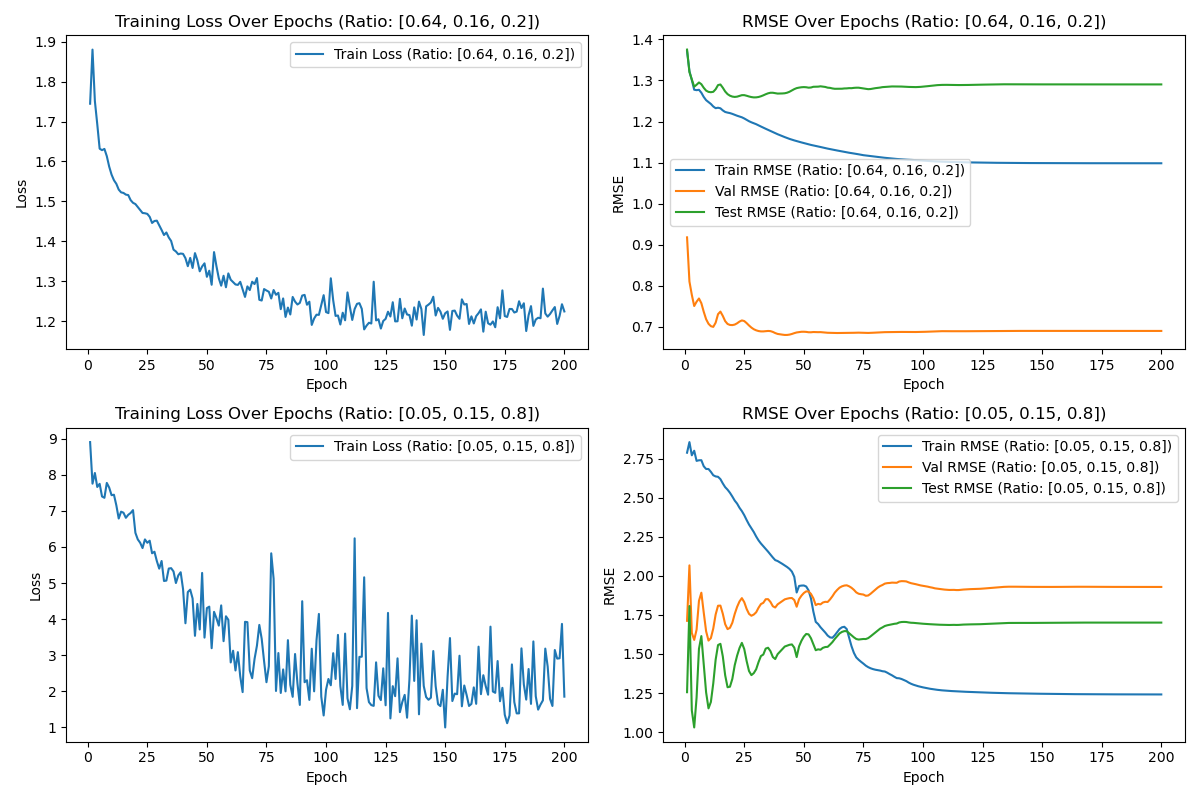 Training Loss Over Epochs (Ratio: [0.64, 0.16, 0.2])
1.9
1.8
1.7
1.6
1.5
1.4
1.3
1.2
Loss
Train Loss (Ratio: [0.64, 0.16, 0.2])
0 25 50 75 100 125 150 175 200
Epoch
RMSE Over Epochs (Ratio: [0.64, 0.16, 0.2])
1.4
1.3
1.2
1.1
1.0
0.9
0.8
0.7
RMSE
Train RMSE (Ratio: [0.64, 0.16, 0.2])
Val RMSE (Ratio: [0.64, 0.16, 0.2])
Test RMSE (Ratio: [0.64, 0.16, 0.2])
0 25 50 75 100 125 150 175 200
Epoch
Training Loss Over Epochs (Ratio: [0.05, 0.15, 0.8])
9
8
7
6
5
4
3
2
1
Loss
Train Loss (Ratio: [0.05, 0.15, 0.8])
0 25 50 75 100 125 150 175 200
Epoch
RMSE Over Epochs (Ratio: [0.05, 0.15, 0.8])
2.75
2.50
2.25
2.00
1.75
1.50
1.25
1.00
RMSE
Train RMSE (Ratio: [0.05, 0.15, 0.8])
Val RMSE (Ratio: [0.05, 0.15, 0.8])
Test RMSE (Ratio: [0.05, 0.15, 0.8])
0 25 50 75 100 125 150 175 200
Epoch